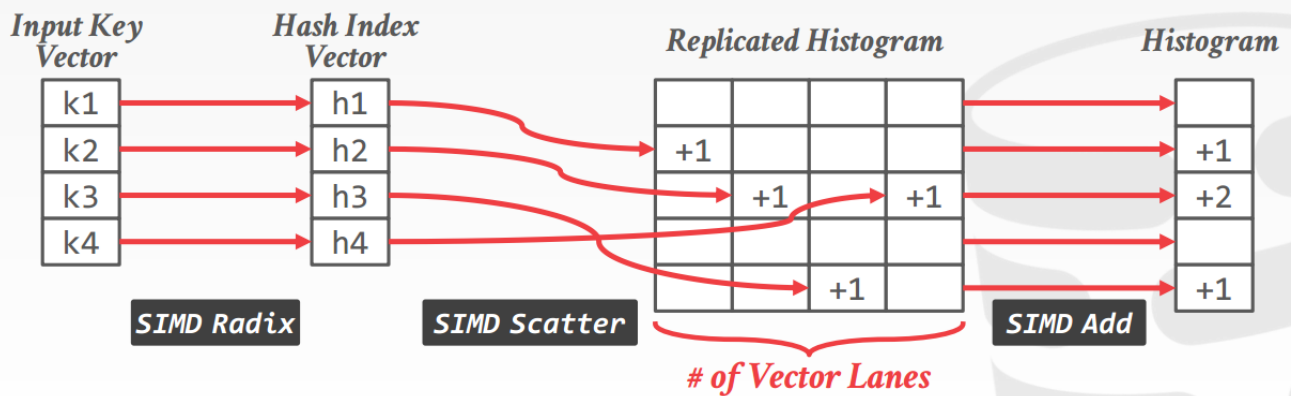 Input Key
Vector
Hash Index
Vector
Replicated Histogram
Histogram
k1
h1
k2
h2
+1
+1
k3
h3
+1
+1
+2
k4
h4
+1
+1
SIMD Radix
SIMD Scatter
SIMD Add
# of Vector Lanes